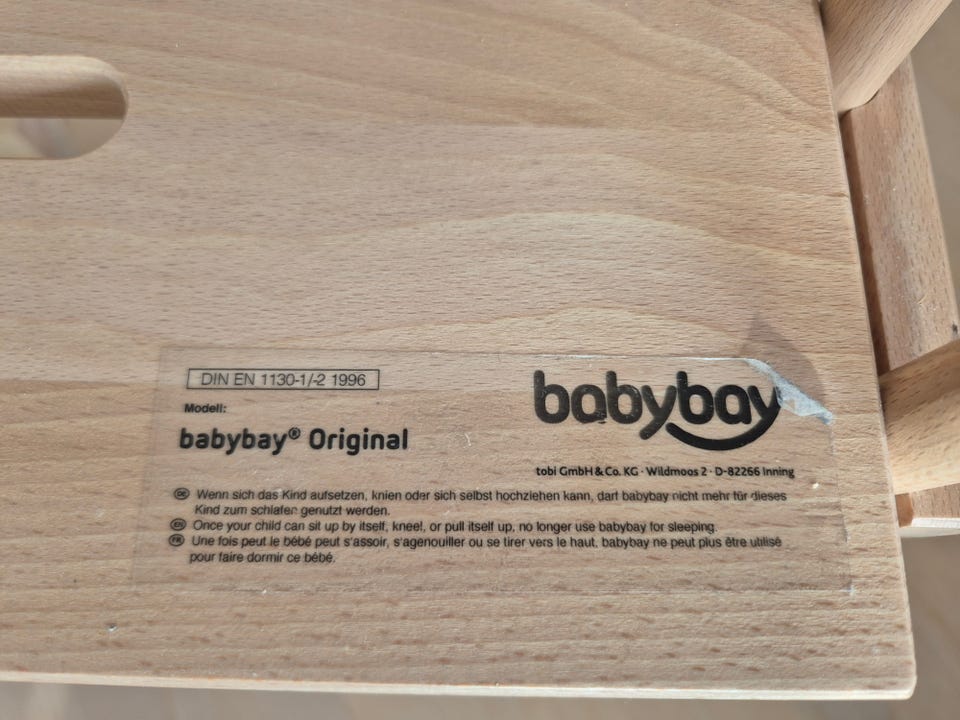 DIN EN 1130-1/-2 1996
Modell:
babybay® Original
babybay
tobi GmbH & Co. KG · Wildmoos 2 · D-82266 Inning
DE Wenn sich das Kind aufsetzen, knien oder sich selbst hochziehen kann, darf babybay nicht mehr für dieses
Kind zum schlafen genutzt werden.
EN Once your child can sit up by itself, kneel, or pull itself up, no longer use babybay for sleeping.
FR Une fois peut le bébé peut s'assoir, s'agenouiller ou se tirer vers le haut, babybay ne peut plus être utilisé
pour faire dormir ce bébé.